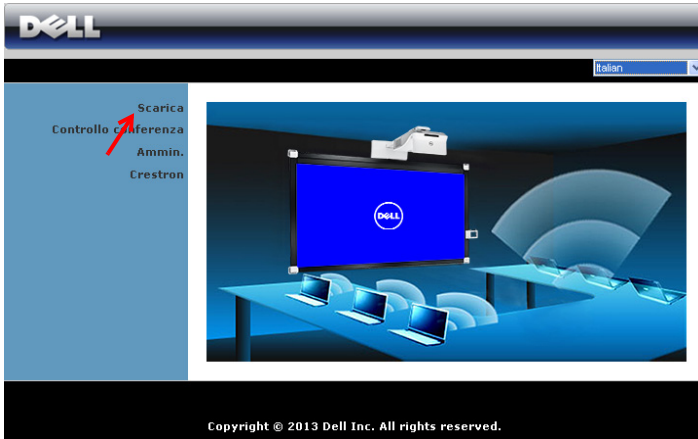 DELL
Italian
Scarica
Controllo conferenza
Ammin.
Crestron
DELL
Copyright © 2013 Dell Inc. All rights reserved.